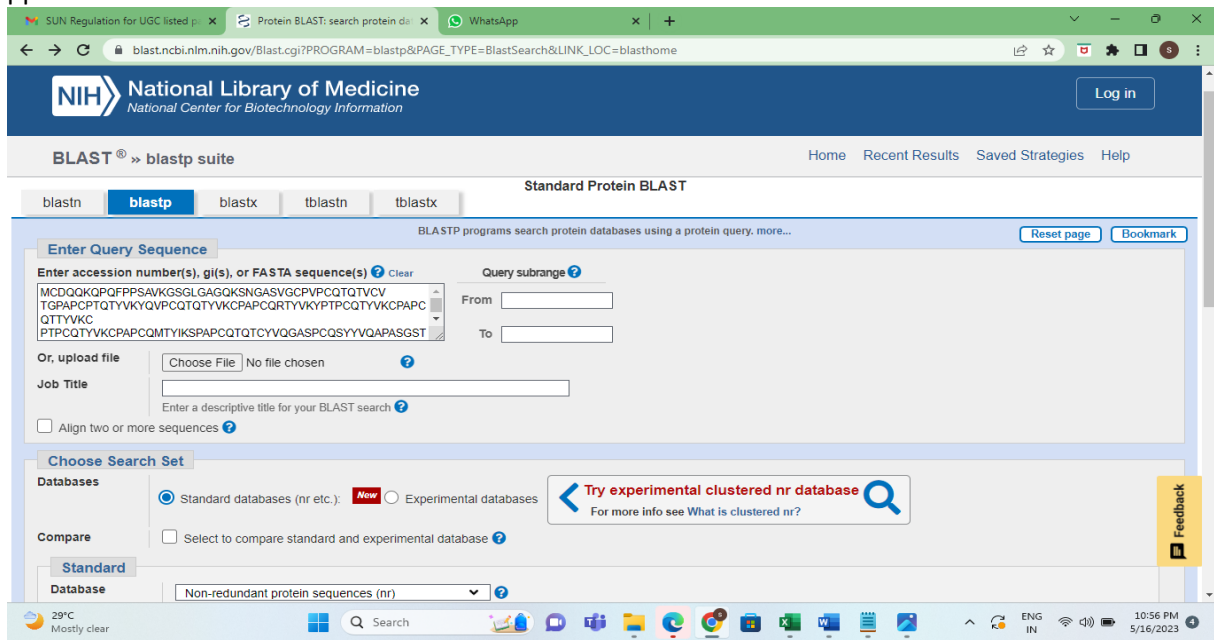 SUN Regulation for UGC listed p
Protein BLAST: search protein da
WhatsApp
blast.ncbi.nlm.nih.gov/Blast.cgi?PROGRAM=blastp&PAGE_TYPE=BlastSearch&LINK_LOC=blasthome
NIH National Library of Medicine
National Center for Biotechnology Information
Log in
BLAST ® » blastp suite
Home Recent Results Saved Strategies Help
Standard Protein BLAST
blastn blastp blastx tblastn tblastx
BLASTP programs search protein databases using a protein query. more...
Reset page Bookmark
Enter Query Sequence
Enter accession number(s), gi(s), or FASTA sequence(s) ? Clear
Query subrange ?
MCDQQKQPQFPPSAVKGSGLGAGQKSNGASVGCPVPCQTQTVCV
TGPAPCPTQTYVKYQVPCQTQTYVKCPAPCQRTYVKYPTPCQTYVKCPAPC
QTTYVKC
PTPCQTYVKCPAPCQMTYIKSPAPCQTQTCYVQGASPCQSYYVQAPASGST
From
To
Or, upload file
Choose File No file chosen ?
Job Title
Enter a descriptive title for your BLAST search ?
Align two or more sequences ?
Choose Search Set
Databases
Standard databases (nr etc.): New Experimental databases
Try experimental clustered nr database
For more info see What is clustered nr?
Compare
Select to compare standard and experimental database ?
Standard
Database
Non-redundant protein sequences (nr) ?
Feedback
29°C
Mostly clear
Search
ENG
IN
10:56 PM
5/16/2023
4